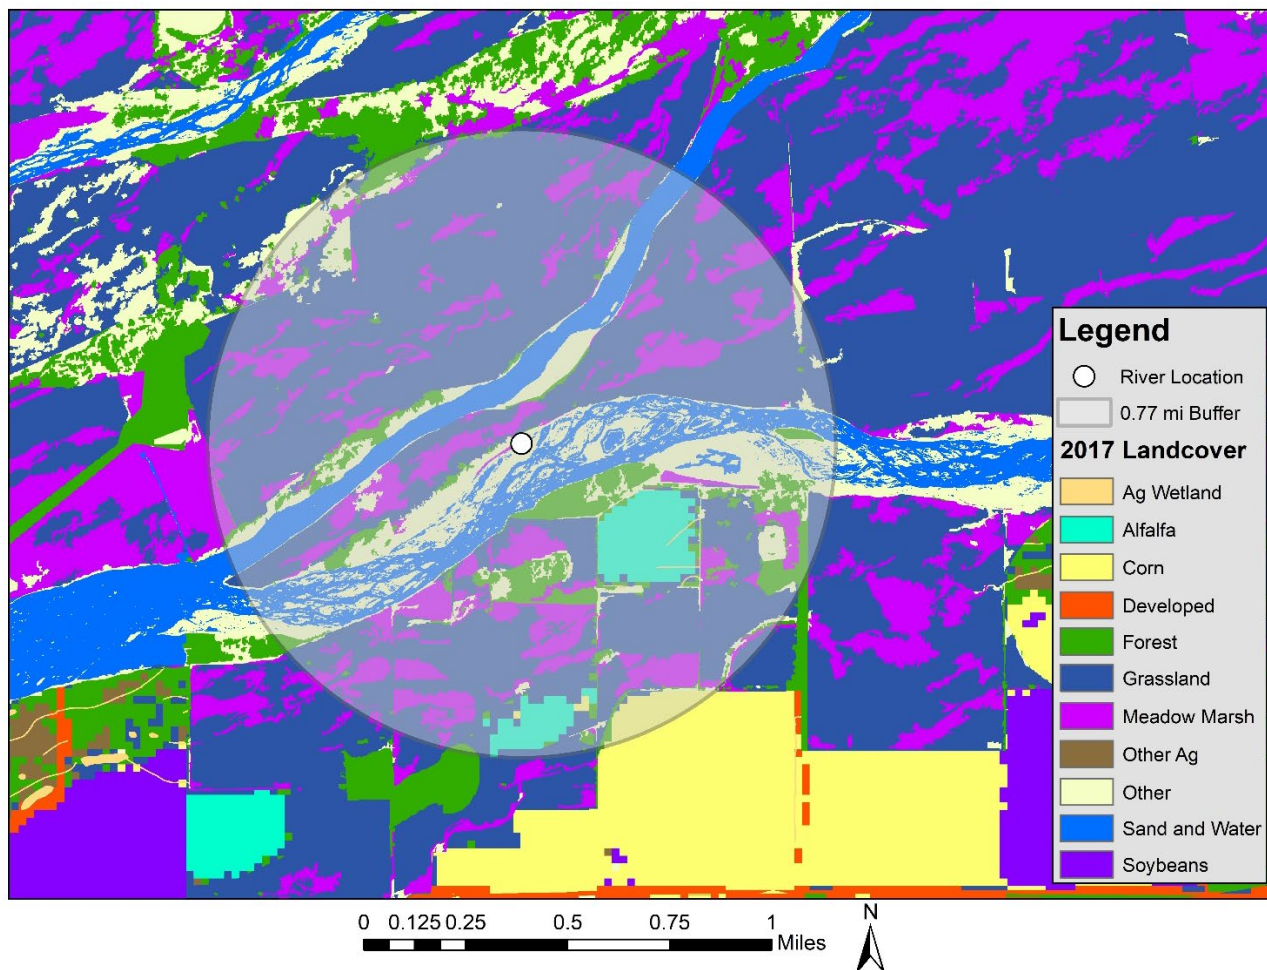 Legend
River Location
0.77 mi Buffer
2017 Landcover
Ag Wetland
Alfalfa
Corn
Developed
Forest
Grassland
Meadow Marsh
Other Ag
Other
Sand and Water
Soybeans
0 0.125 0.25 0.5 0.75 1
Miles
N